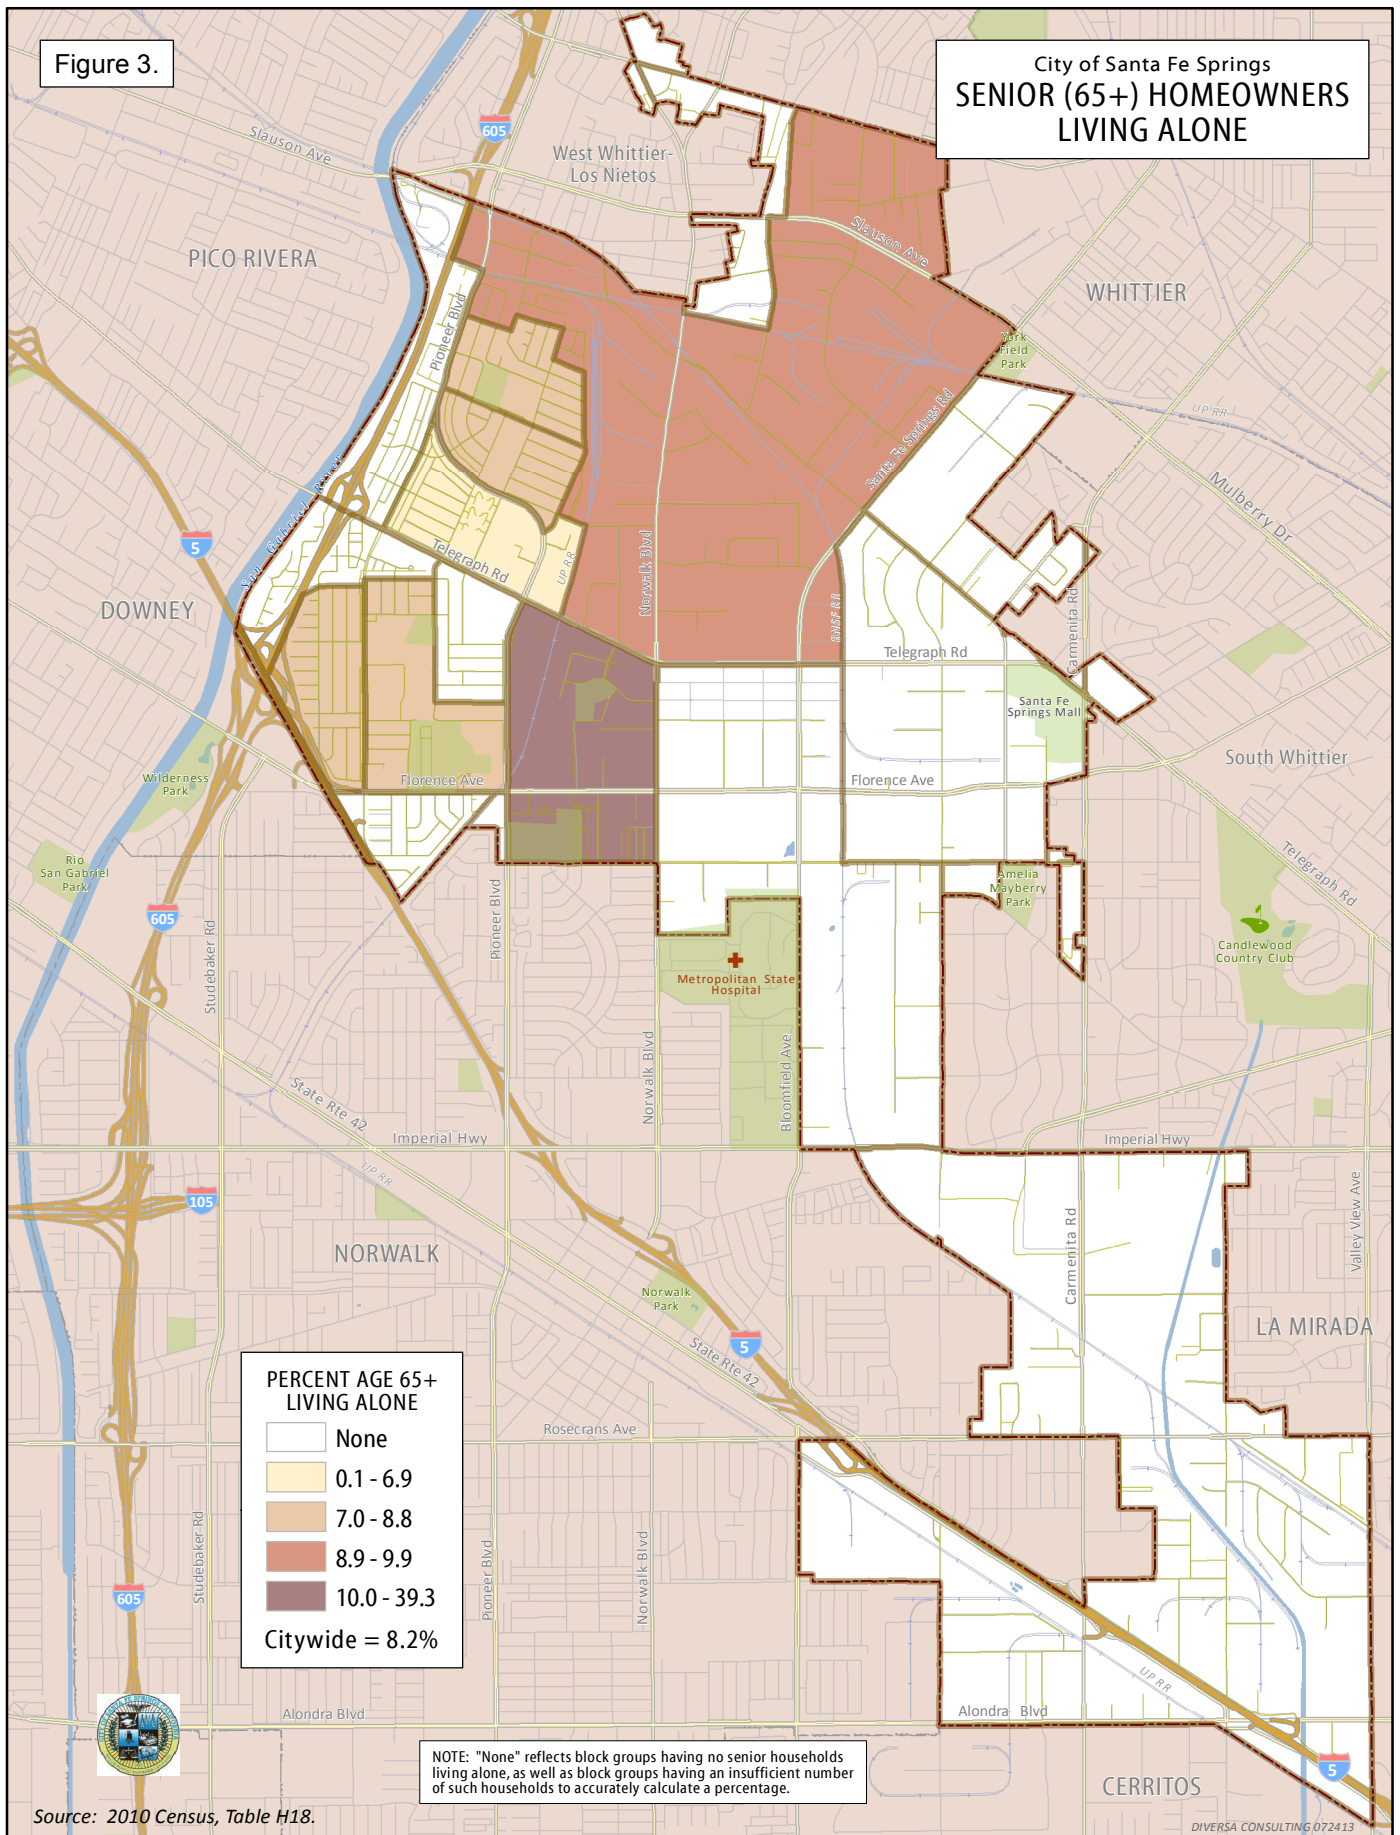 Figure 3.
City of Santa Fe Springs
SENIOR (65+) HOMEOWNERS
LIVING ALONE
605
Slauson Ave
West Whittier-
Los Nietos
PICO RIVERA
Slauson Ave
WHITTIER
Pioneer Blvd
York
Field
Park
UP RR
Santa Fe Springs Rd
Mulberry Dr
San Gabriel River
5
Telegraph Rd
UP RR
Norwalk Blvd
BNSF RR
DOWNEY
Carmenita Rd
Telegraph Rd
Santa Fe
Springs Mall
South Whittier
Wilderness
Park
Florence Ave
Florence Ave
Rio
San Gabriel
Park
Amelia
Mayberry
Park
Telegraph Rd
605
Pioneer Blvd
Studebaker Rd
Candlewood
Country Club
Metropolitan State
Hospital
Norwalk Blvd
Bloomfield Ave
State Rte 42
Imperial Hwy
Imperial Hwy
UP RR
105
Valley View Ave
Carmenita Rd
NORWALK
Norwalk
Park
LA MIRADA
5
State Rte 42
PERCENT AGE 65+
LIVING ALONE
None
0.1 - 6.9
7.0 - 8.8
8.9 - 9.9
10.0 - 39.3
Citywide = 8.2%
Rosecrans Ave
Studebaker Rd
Pioneer Blvd
Norwalk Blvd
605
UP RR
Alondra Blvd
Alondra Blvd
NOTE: "None" reflects block groups having no senior households
living alone, as well as block groups having an insufficient number
of such households to accurately calculate a percentage.
5
CERRITOS
Source: 2010 Census, Table H18.
DIVERSA CONSULTING 072413